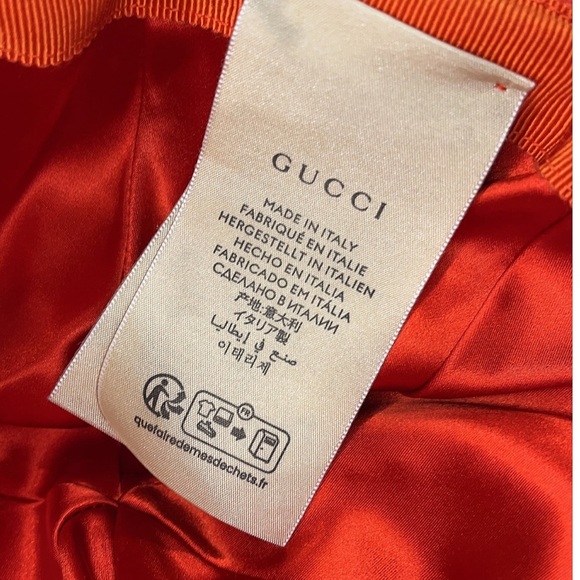 GUCCI
MADE IN ITALY
FABRIQUÉ EN ITALIE
HERGESTELLT IN ITALIEN
HECHO EN ITALIA
FABRICADO EM ITÁLIA
СДЕЛАНО В ИТАЛИИ
产地:意大利
イタリア製
صنع في إيطاليا
이태리제
FR
quefairedemesdechets.fr